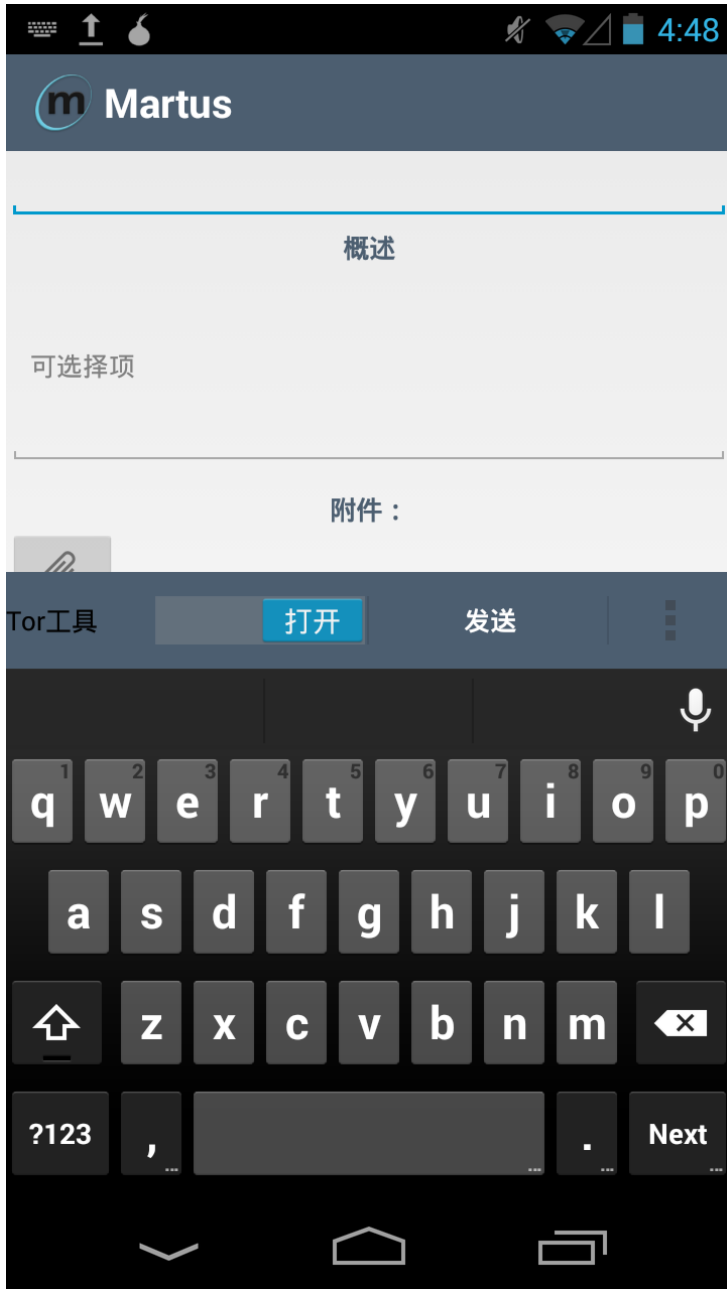 4:48
m Martus
概述
可选择项
附件：
Tor工具 打开 发送
1 2 3 4 5 6 7 8 9 0
q w e r t y u i o p
a s d f g h j k l
z x c v b n m
?123 , . Next